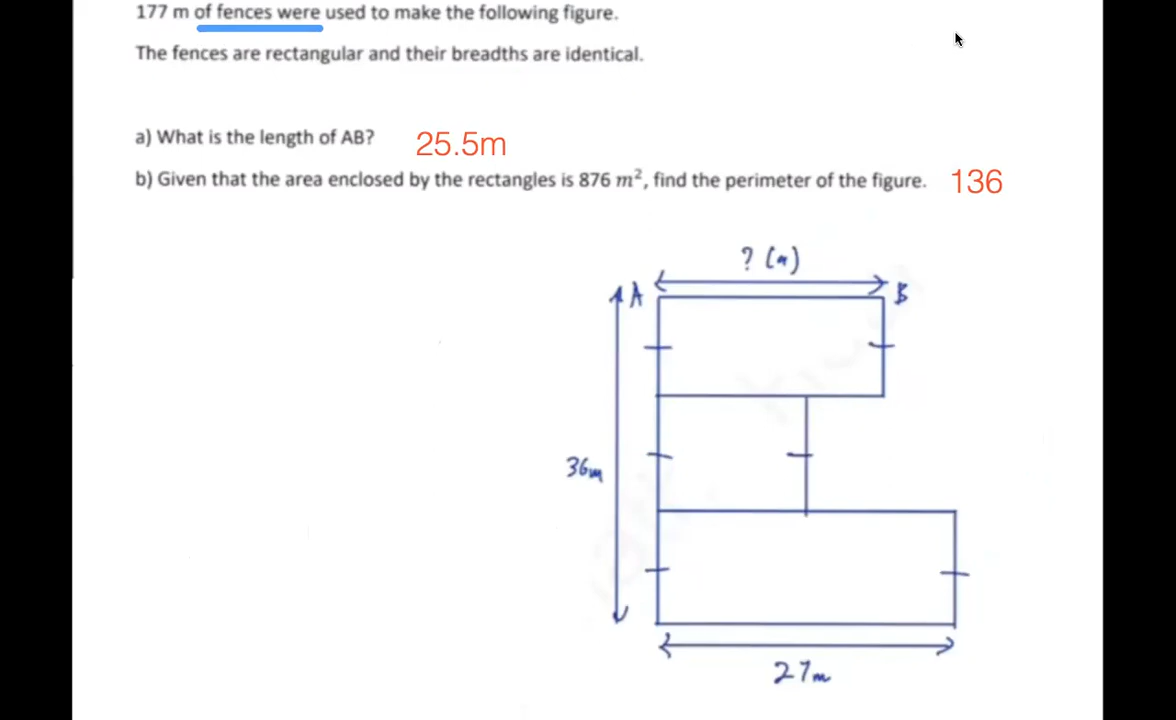 177 m of fences were used to make the following figure.
The fences are rectangular and their breadths are identical.
a) What is the length of AB? 25.5m
b) Given that the area enclosed by the rectangles is 876 m², find the perimeter of the figure. 136
? (m)
A
B
36m
27m